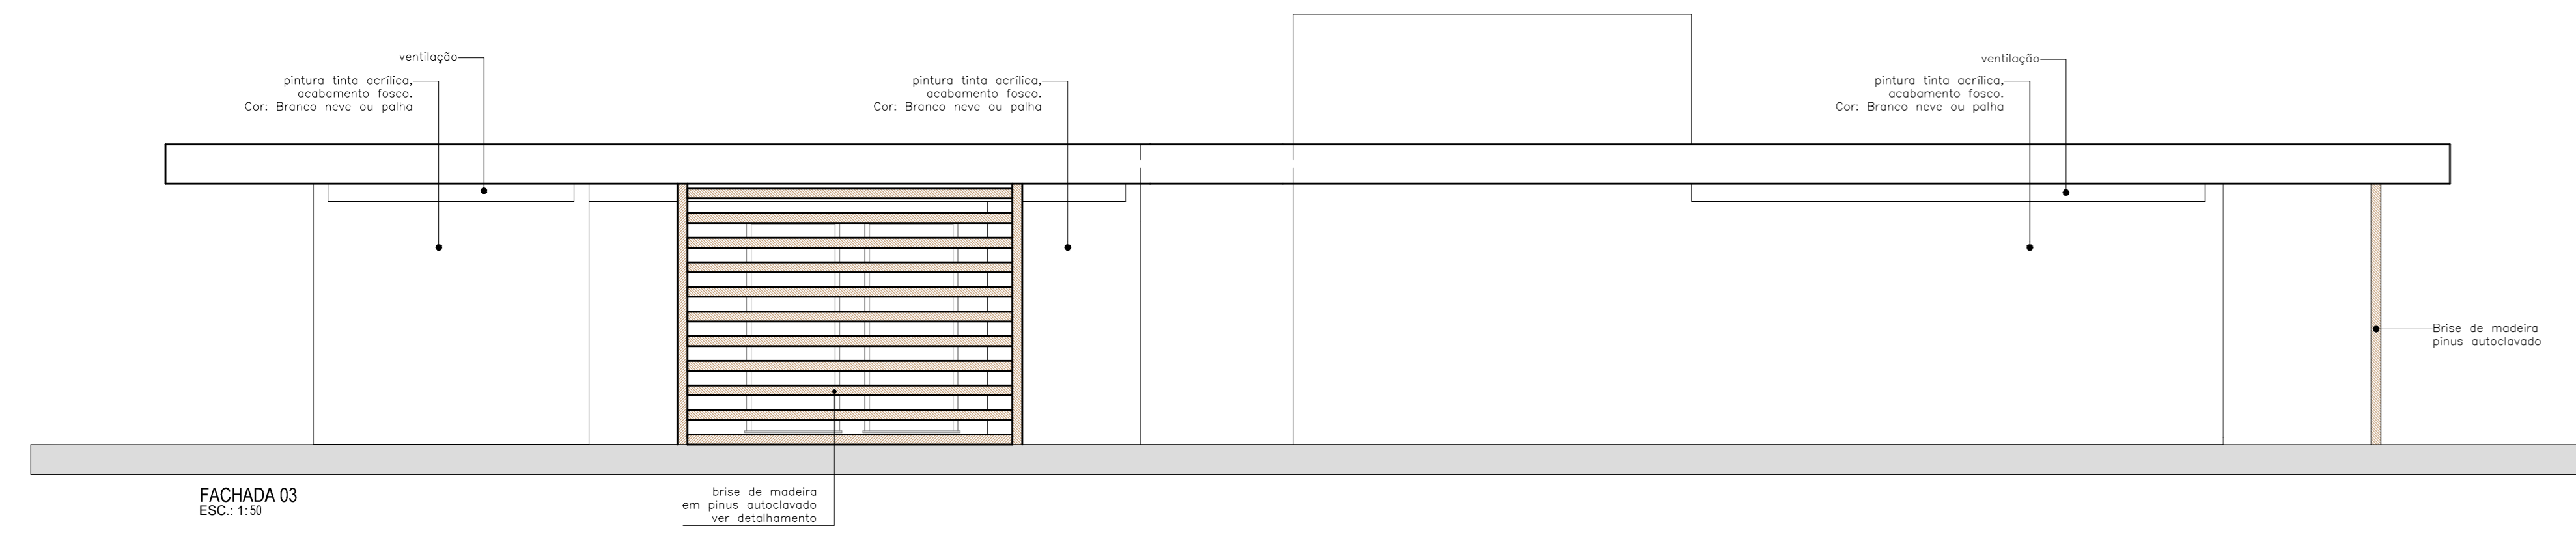 ventilação
pintura tinta acrílica,
acabamento fosco.
Cor: Branco neve ou palha
pintura tinta acrílica,
acabamento fosco.
Cor: Branco neve ou palha
ventilação
pintura tinta acrílica,
acabamento fosco.
Cor: Branco neve ou palha
Brise de madeira
pinus autoclavado
brise de madeira
em pinus autoclavado
ver detalhamento
FACHADA 03
ESC.: 1:50